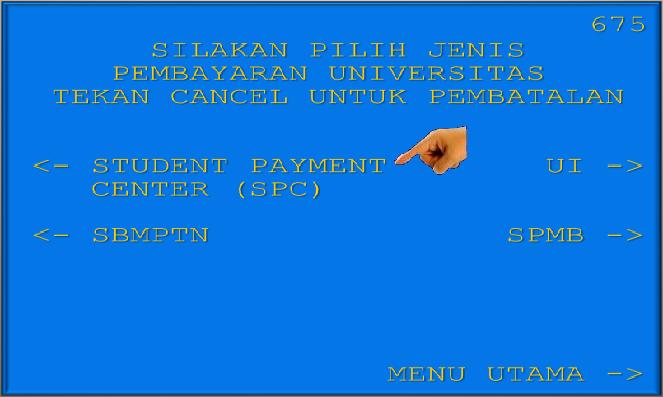 675
SILAKAN PILIH JENIS
PEMBAYARAN UNIVERSITAS
TEKAN CANCEL UNTUK PEMBATALAN
<- STUDENT PAYMENT UI ->
CENTER (SPC)
<- SBMPTN SPMB ->
MENU UTAMA ->